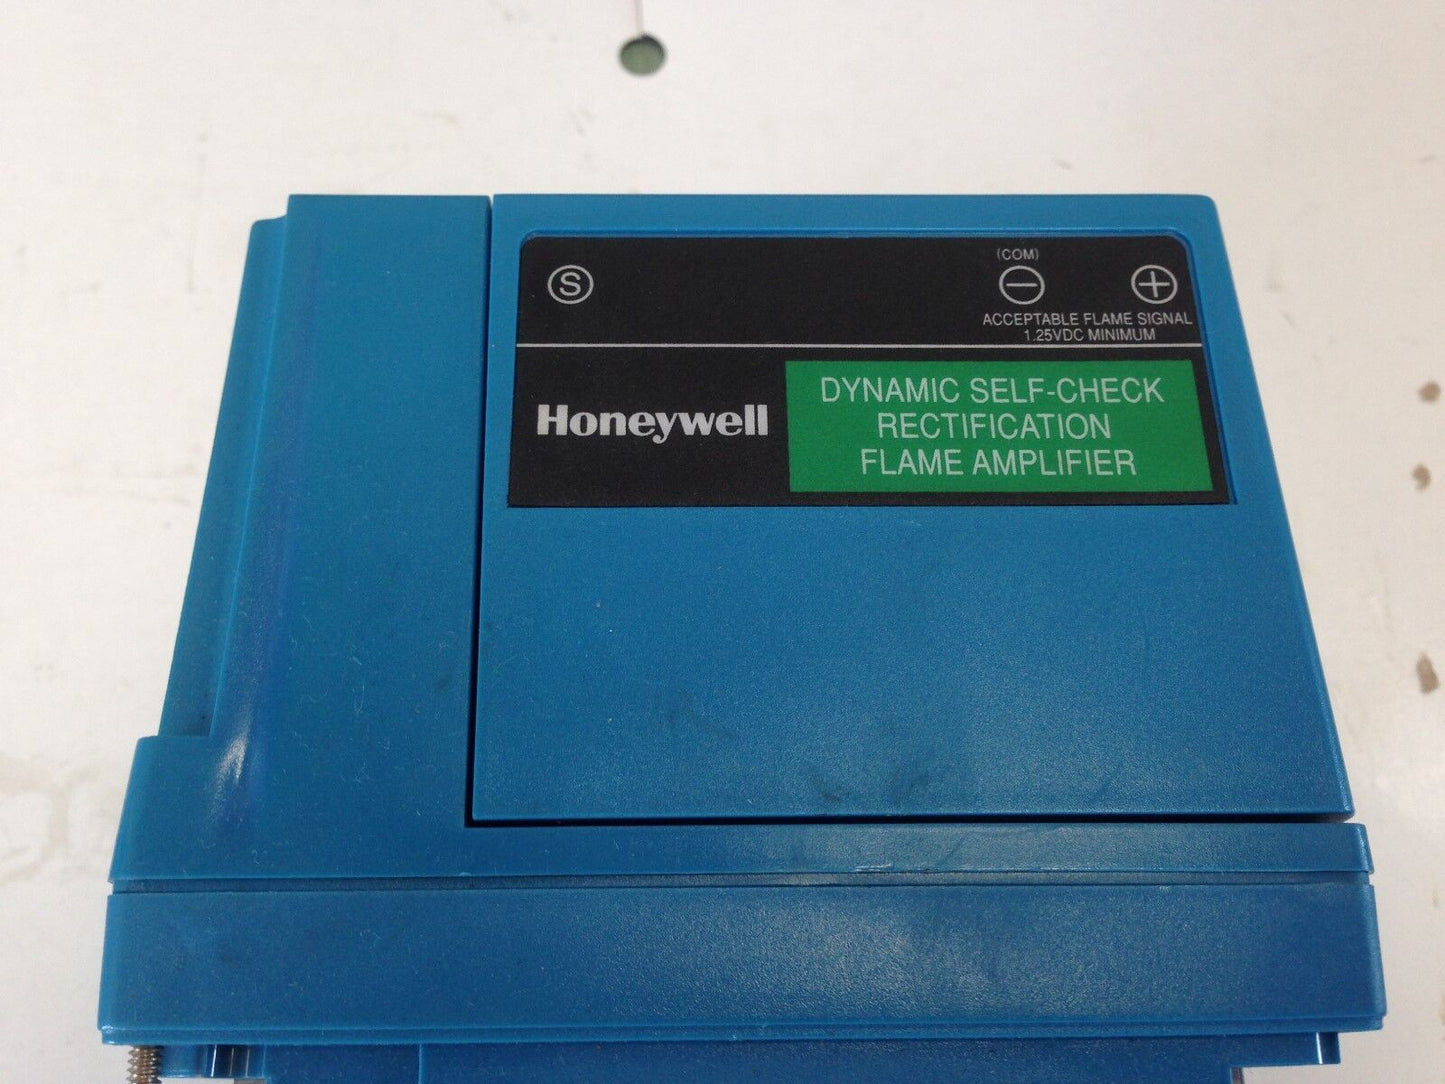 (COM)
S − +
ACCEPTABLE FLAME SIGNAL
1.25VDC MINIMUM
Honeywell
DYNAMIC SELF-CHECK
RECTIFICATION
FLAME AMPLIFIER